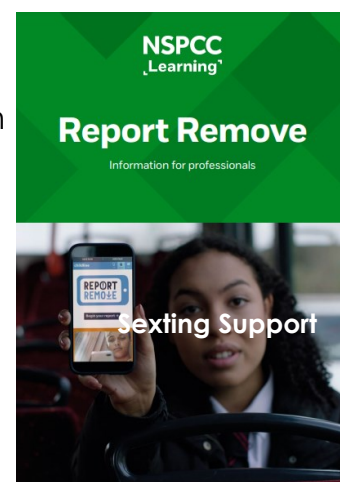 NSPCC
Learning
Report Remove
Information for professionals
n
REPORT
REMOVE
Sexting Support